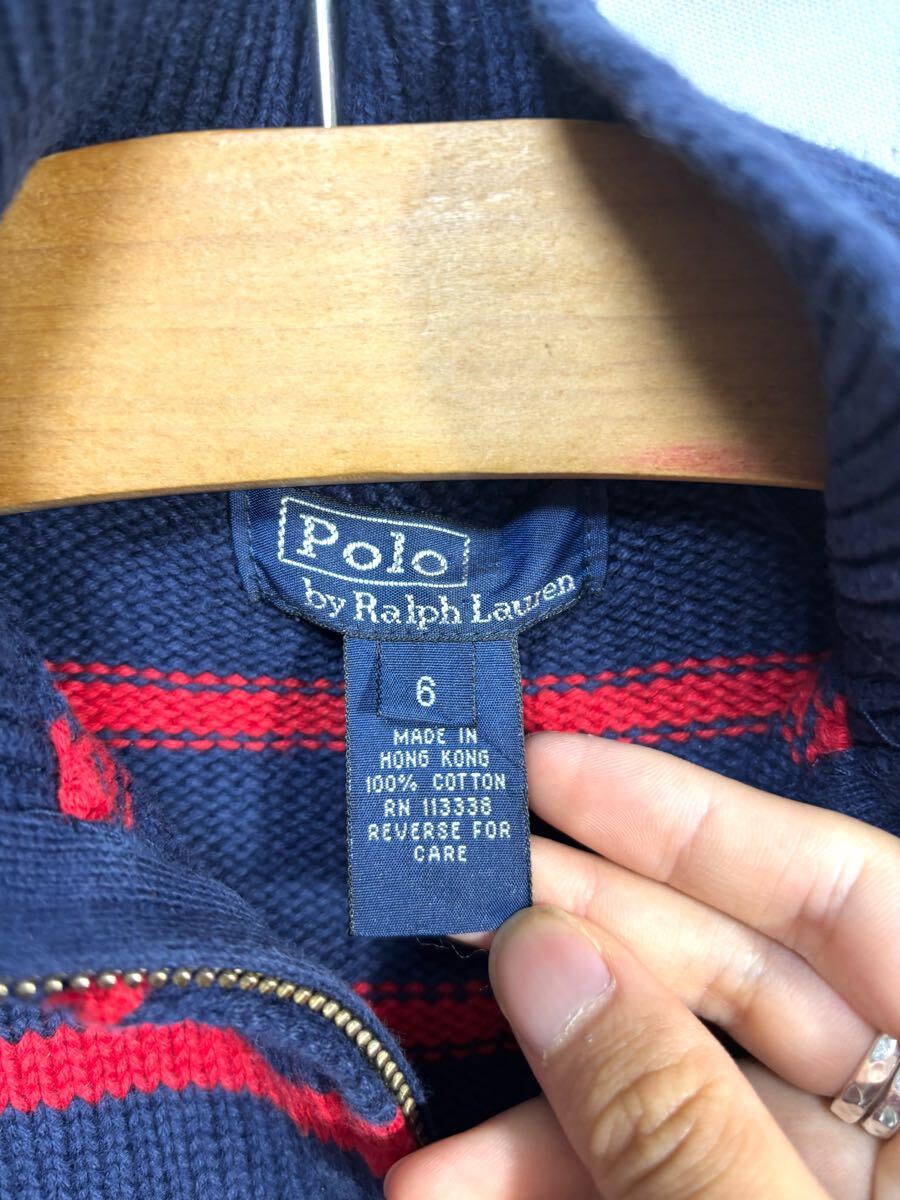 Polo
by Ralph Lauren
6
MADE IN
HONG KONG
100% COTTON
RN 113338
REVERSE FOR
CARE